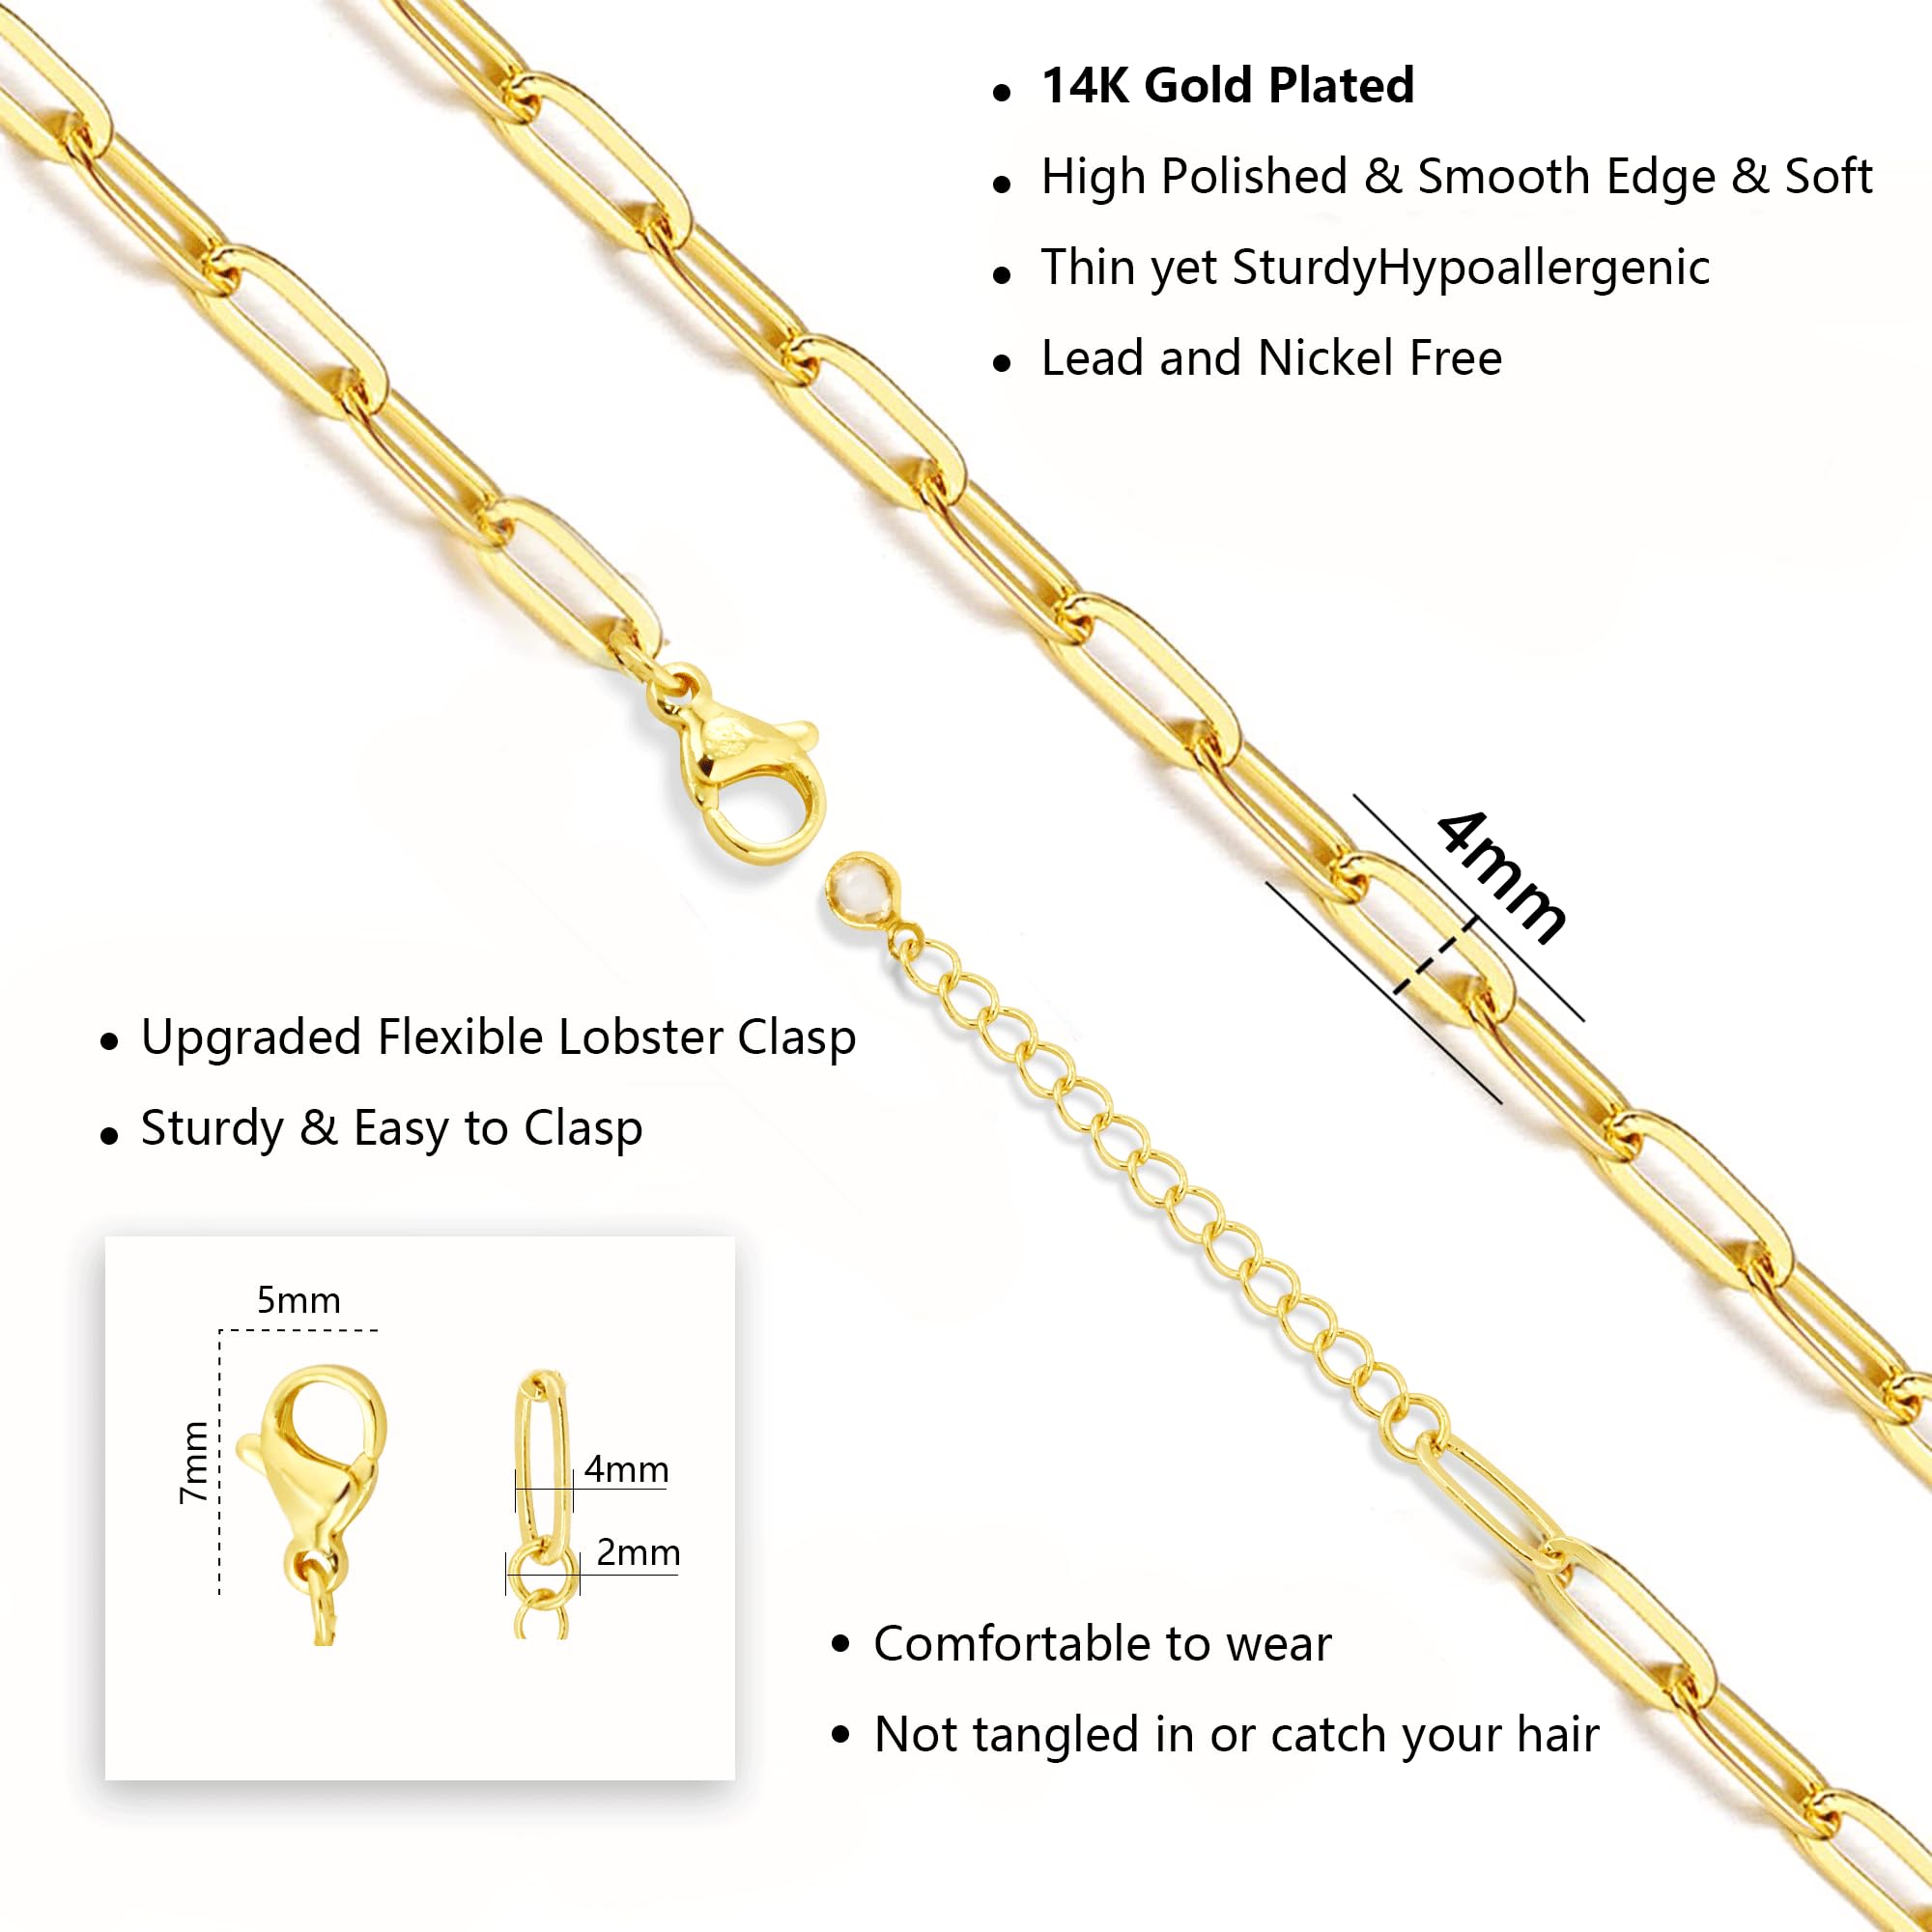 14K Gold Plated
High Polished & Smooth Edge & Soft
Thin yet SturdyHypoallergenic
Lead and Nickel Free
4mm
Upgraded Flexible Lobster Clasp
Sturdy & Easy to Clasp
5mm
7mm
4mm
2mm
Comfortable to wear
Not tangled in or catch your hair